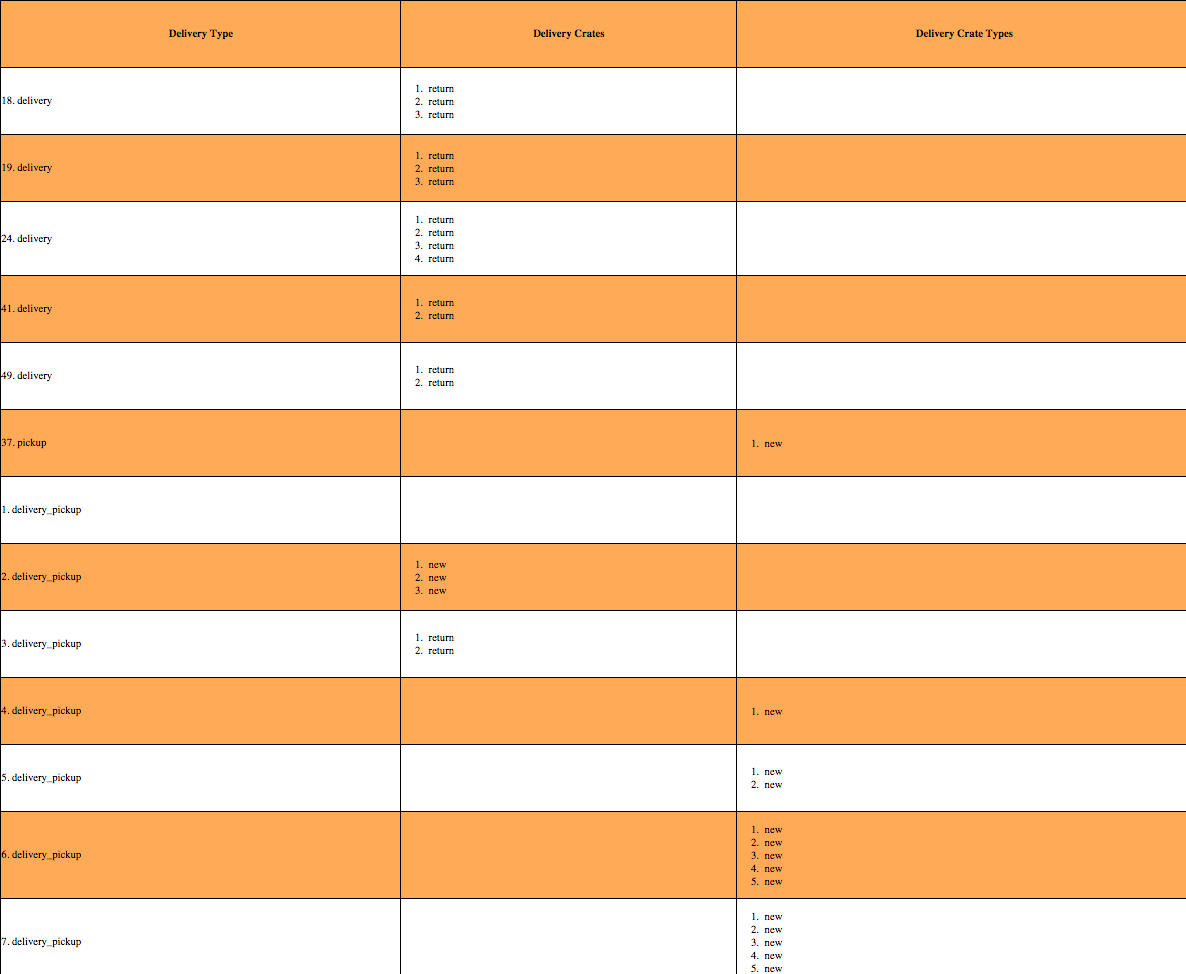 Delivery Type Delivery Crates Delivery Crate Types
18. delivery
1. return
2. return
3. return
19. delivery
1. return
2. return
3. return
24. delivery
1. return
2. return
3. return
4. return
41. delivery
1. return
2. return
49. delivery
1. return
2. return
37. pickup
1. new
1. delivery_pickup
2. delivery_pickup
1. new
2. new
3. new
3. delivery_pickup
1. return
2. return
4. delivery_pickup
1. new
5. delivery_pickup
1. new
2. new
6. delivery_pickup
1. new
2. new
3. new
4. new
5. new
7. delivery_pickup
1. new
2. new
3. new
4. new
5. new